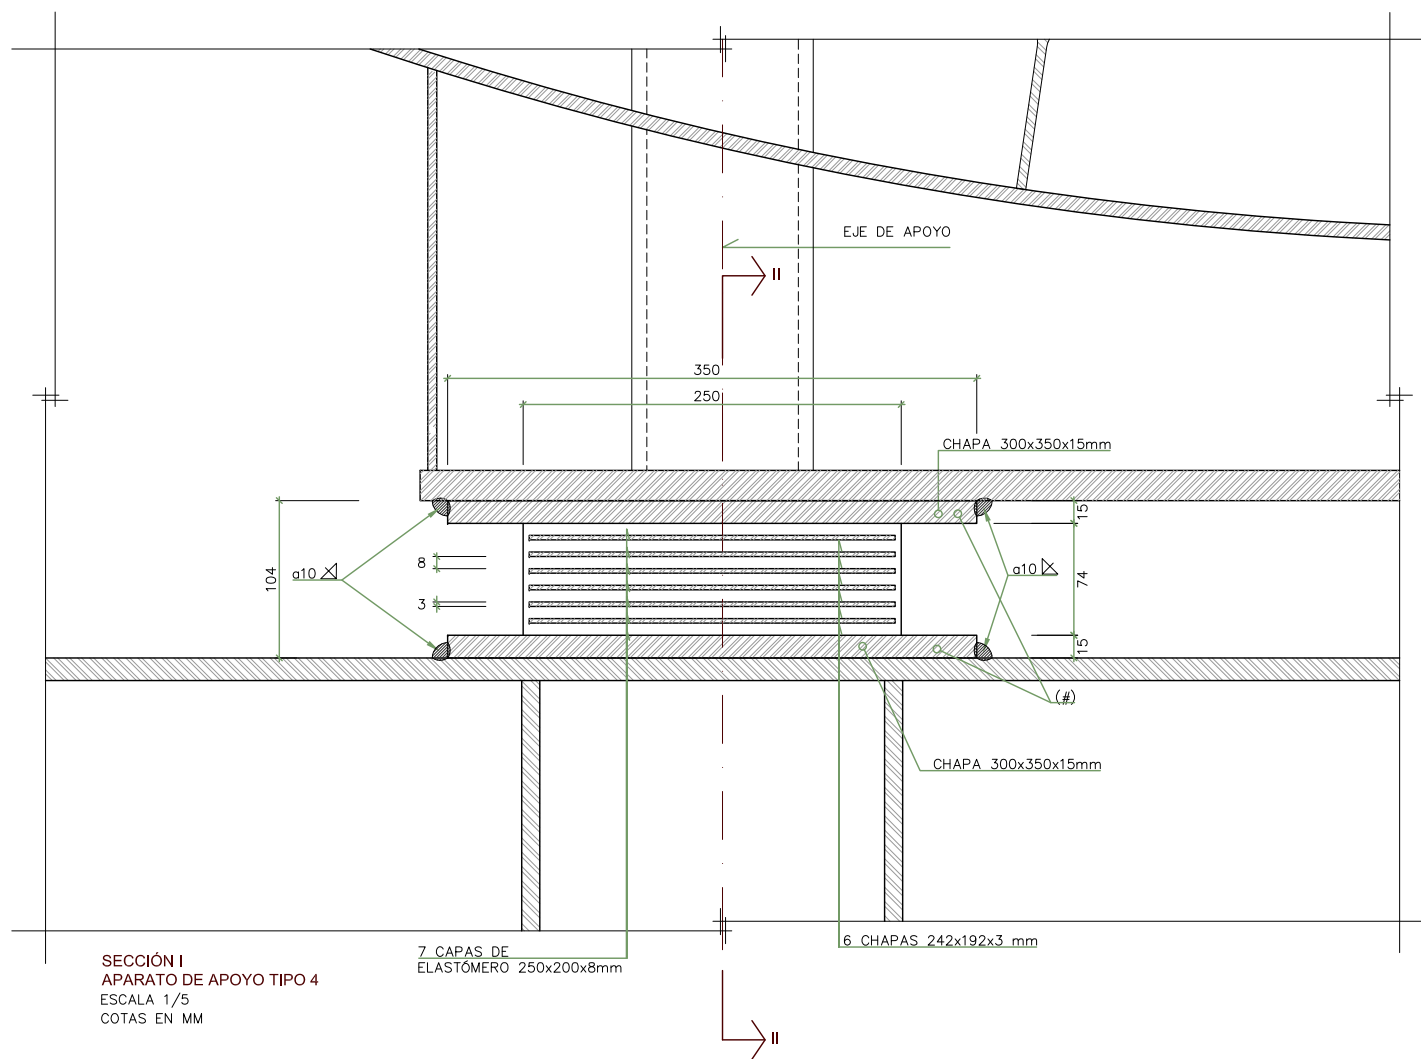 EJE DE APOYO
II
350
250
CHAPA 300x350x15mm
15
104
8
a10
a10
74
3
15
(#)
CHAPA 300x350x15mm
6 CHAPAS 242x192x3 mm
7 CAPAS DE
ELASTÓMERO 250x200x8mm
SECCIÓN I
APARATO DE APOYO TIPO 4
ESCALA 1/5
COTAS EN MM
II